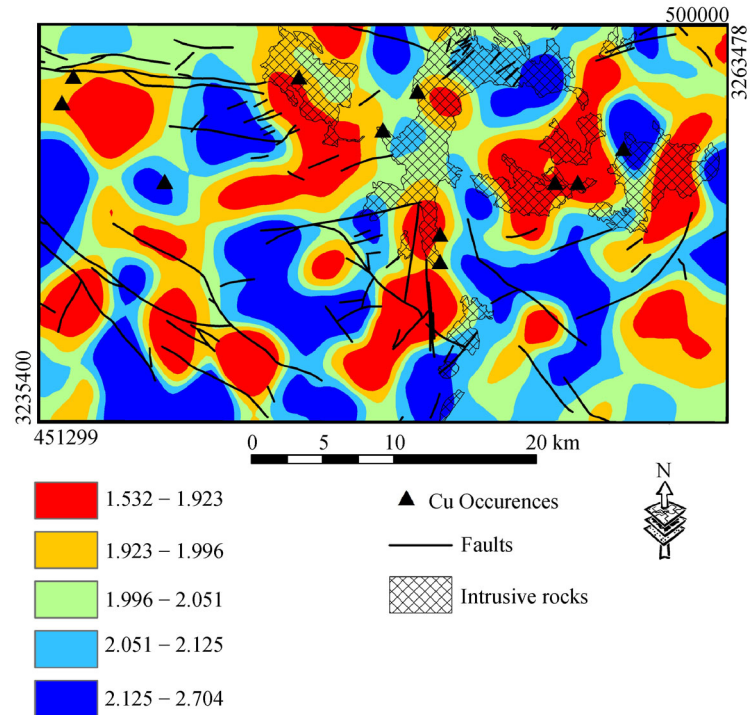 500000
3263478
3235400
451299
0 5 10 20 km
1.532 – 1.923
1.923 – 1.996
1.996 – 2.051
2.051 – 2.125
2.125 – 2.704
Cu Occurences
Faults
Intrusive rocks
N